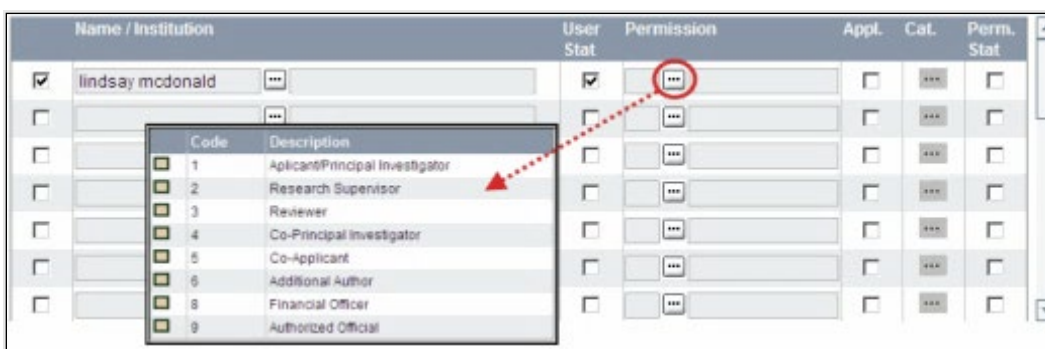 Name / Institution User Stat Permission Appl. Cat. Perm. Stat
lindsay mcdonald
Code Description
1 Aplicant/Principal Investigator
2 Research Supervisor
3 Reviewer
4 Co-Principal Investigator
5 Co-Applicant
6 Additional Author
8 Financial Officer
9 Authorized Official